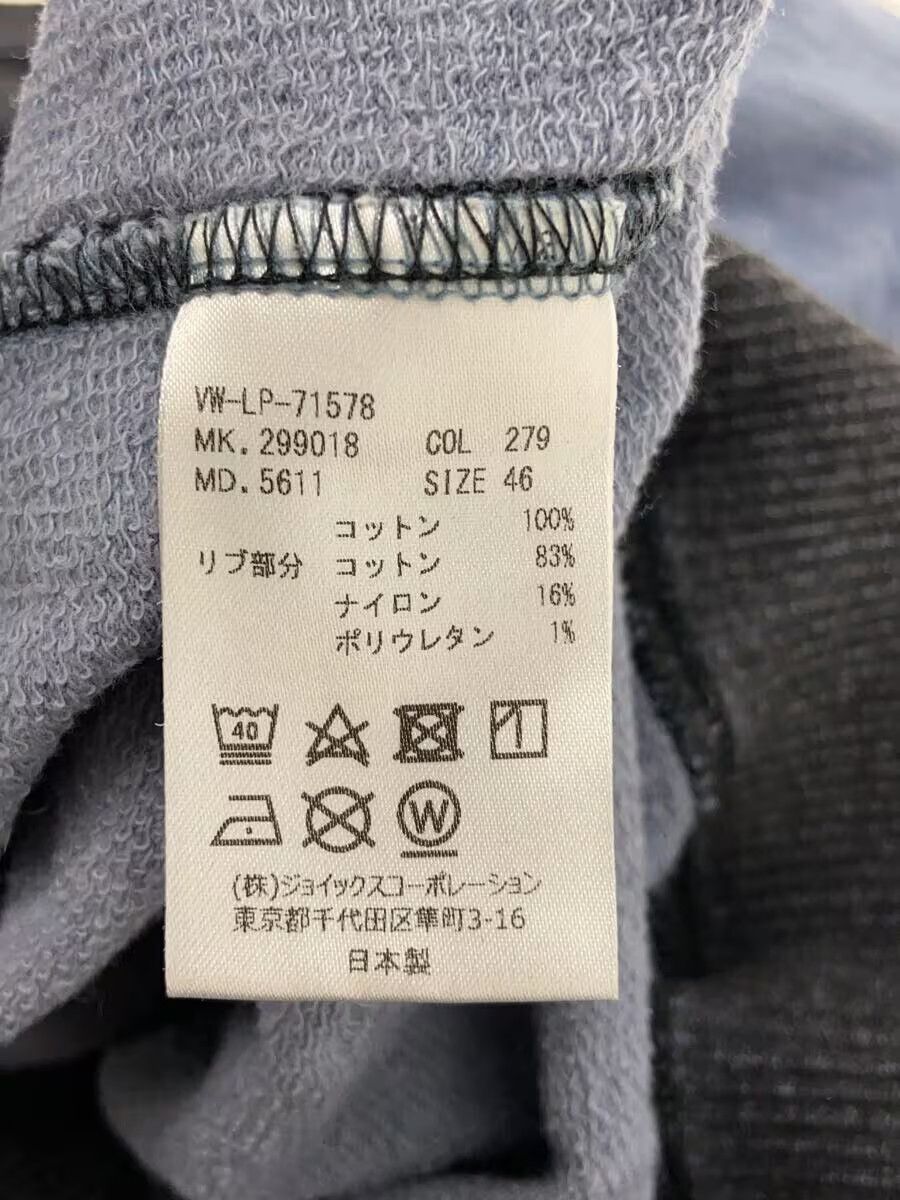 VW-LP-71578
MK.299018 COL 279
MD.5611 SIZE 46
コットン 100%
リブ部分 コットン 83%
ナイロン 16%
ポリウレタン 1%
40
W
(株)ジョイックスコーポレーション
東京都千代田区隼町3-16
日本製